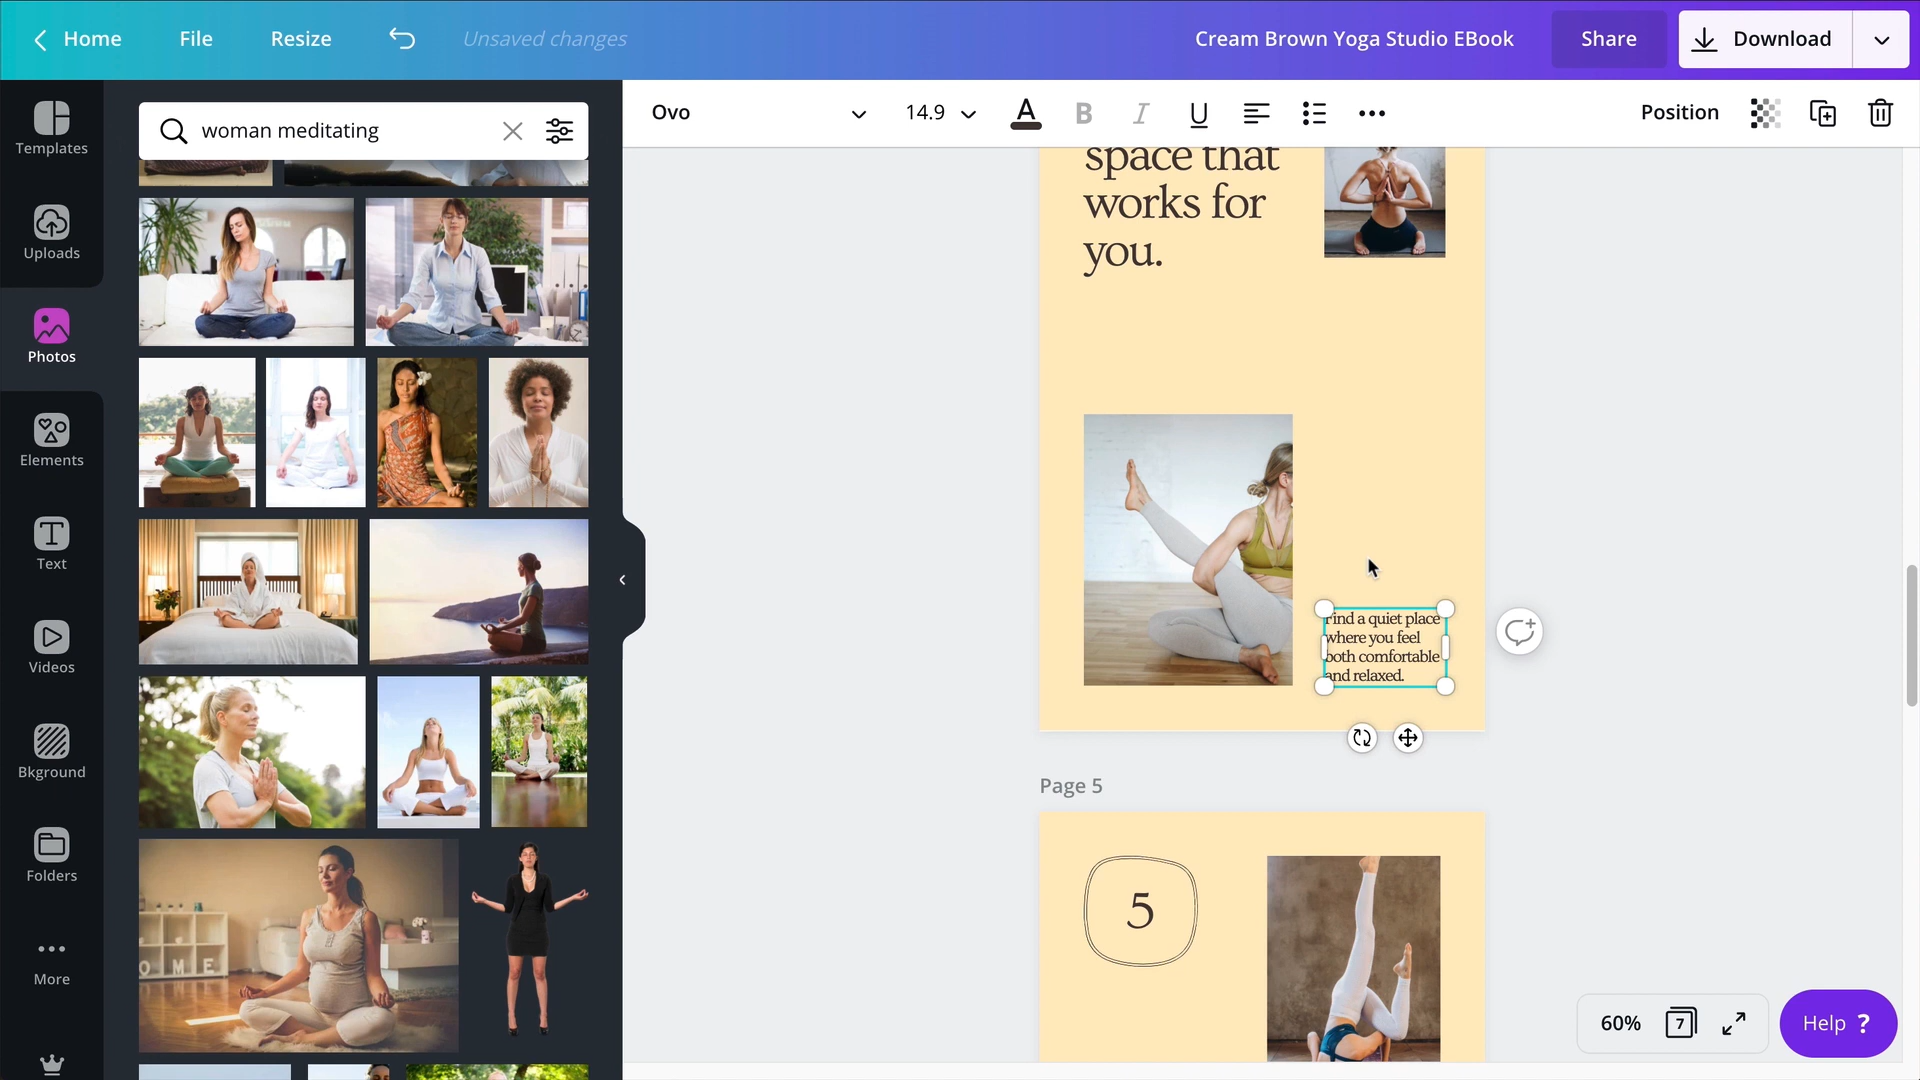 Home
File
Resize
Unsaved changes
Cream Brown Yoga Studio EBook
Share
Download
Templates
Uploads
Photos
Elements
Text
Videos
Bkground
Folders
More
woman meditating
HOME
Ovo
14.9
A
B
I
U
Position
space that
works for
you.
Find a quiet place
where you feel
both comfortable
and relaxed.
Page 5
5
60%
7
Help ?